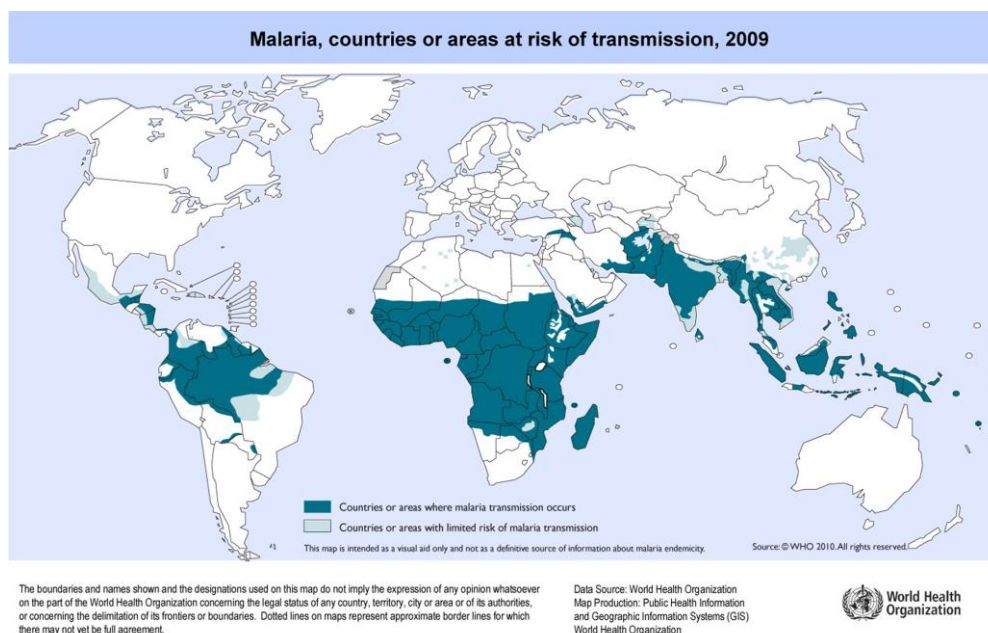 Malaria, countries or areas at risk of transmission, 2009
Countries or areas where malaria transmission occurs
Countries or areas with limited risk of malaria transmission
This map is intended as a visual aid only and not as a definitive source of information about malaria endemicity.
Source: © WHO 2010. All rights reserved.
The boundaries and names shown and the designations used on this map do not imply the expression of any opinion whatsoever
on the part of the World Health Organization concerning the legal status of any country, territory, city or area or of its authorities,
or concerning the delimitation of its frontiers or boundaries. Dotted lines on maps represent approximate border lines for which
there may not yet be full agreement.
Data Source: World Health Organization
Map Production: Public Health Information
and Geographic Information Systems (GIS)
World Health Organization
World Health
Organization